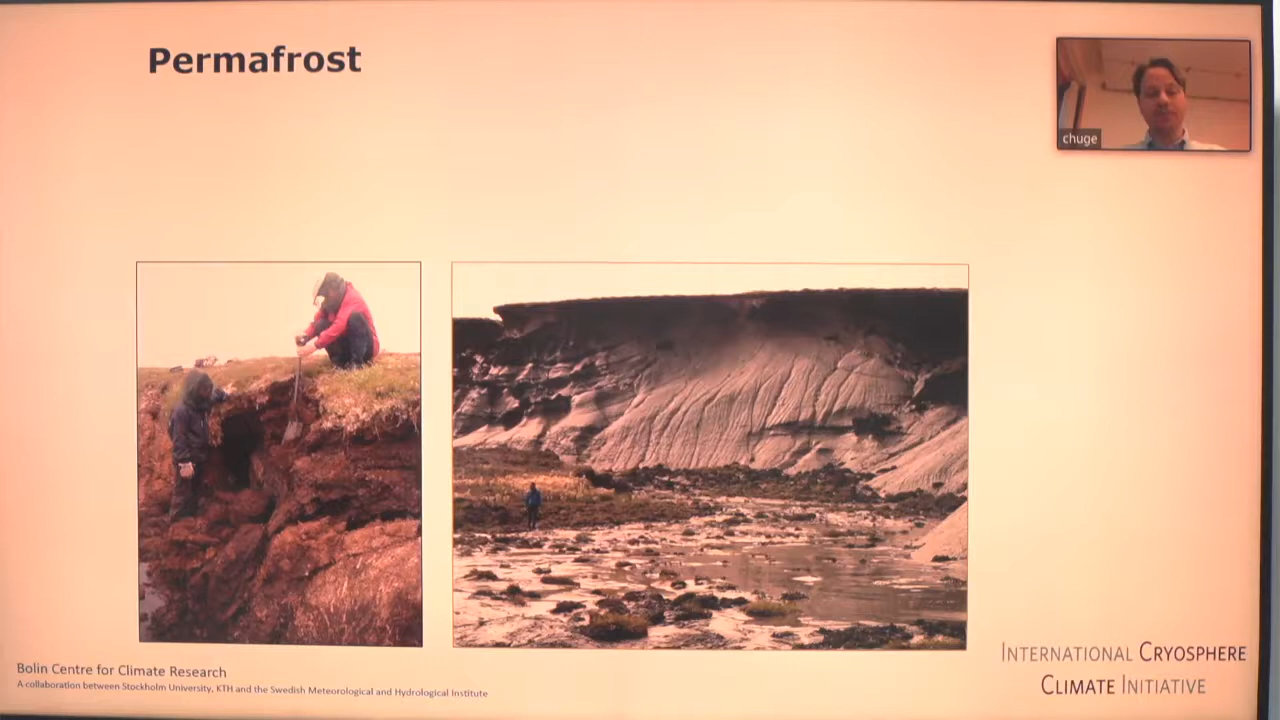 Permafrost
chuge
Bolin Centre for Climate Research
A collaboration between Stockholm University, KTH and the Swedish Meteorological and Hydrological Institute
INTERNATIONAL CRYOSPHERE
CLIMATE INITIATIVE